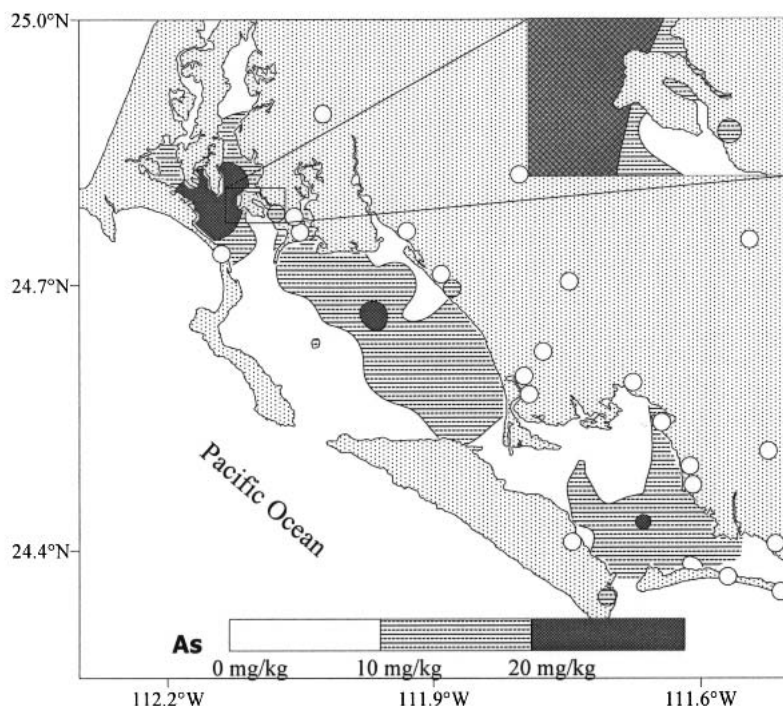 25.0°N
24.7°N
Pacific Ocean
24.4°N
As
0 mg/kg 10 mg/kg 20 mg/kg
112.2°W 111.9°W 111.6°W